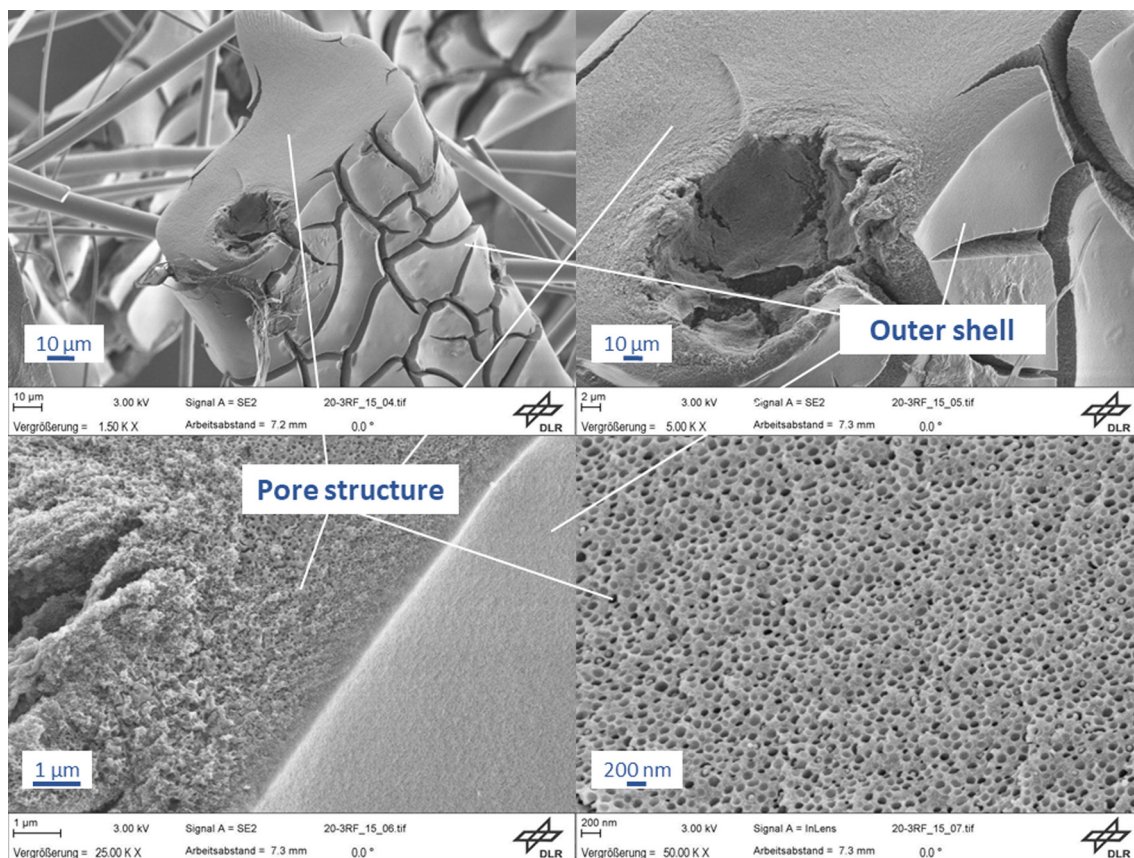 10 µm
10 µm
Outer shell
10 µm 3.00 kV Signal A = SE2 20-3RF_15_04.tif
Vergrößerung = 1.50 K X Arbeitsabstand = 7.2 mm 0.0 ° DLR
2 µm 3.00 kV Signal A = SE2 20-3RF_15_05.tif
Vergrößerung = 5.00 K X Arbeitsabstand = 7.3 mm 0.0 ° DLR
Pore structure
1 µm
200 nm
1 µm 3.00 kV Signal A = SE2 20-3RF_15_06.tif
Vergrößerung = 25.00 K X Arbeitsabstand = 7.3 mm 0.0 ° DLR
200 nm 3.00 kV Signal A = InLens 20-3RF_15_07.tif
Vergrößerung = 50.00 K X Arbeitsabstand = 7.3 mm 0.0 ° DLR